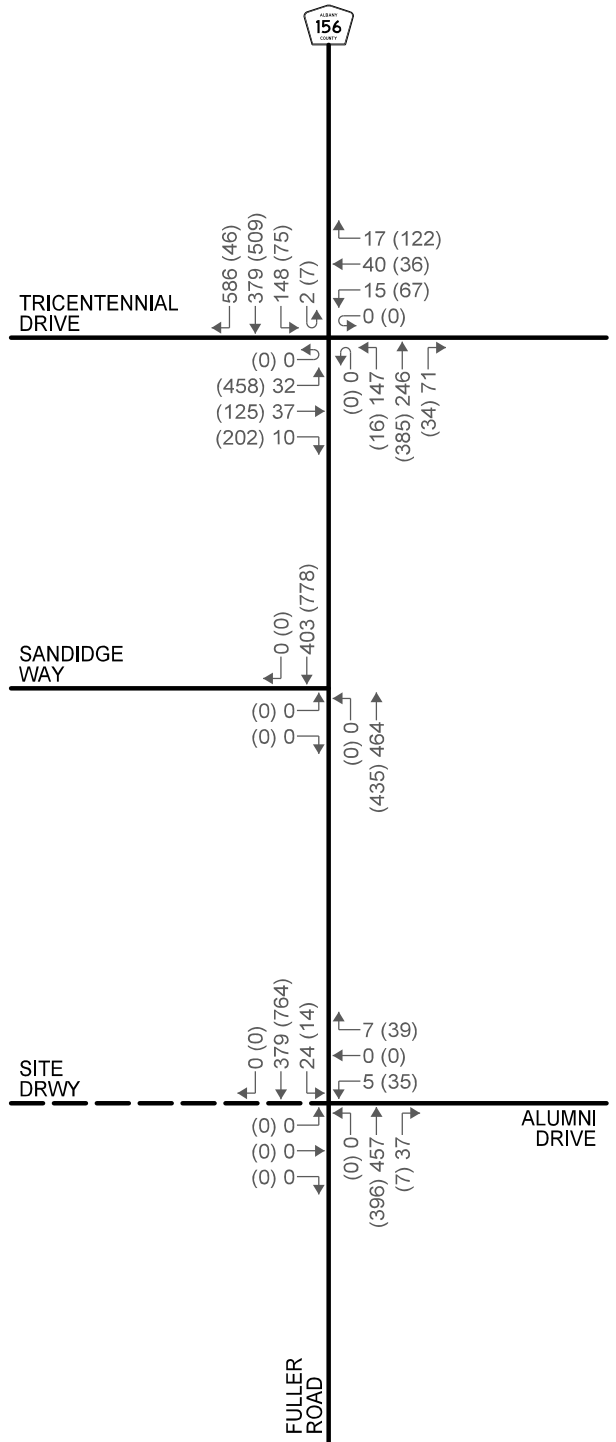 ALBANY
156
COUNTY
586 (46)
379 (509)
148 (75)
2 (7)
17 (122)
40 (36)
15 (67)
0 (0)
TRICENTENNIAL
DRIVE
(0) 0
(458) 32
(125) 37
(202) 10
(0) 0
(16) 147
(385) 246
(34) 71
0 (0)
403 (778)
SANDIDGE
WAY
(0) 0
(0) 0
(0) 0
(435) 464
0 (0)
379 (764)
24 (14)
7 (39)
0 (0)
5 (35)
SITE
DRWY
(0) 0
(0) 0
(0) 0
(0) 0
(396) 457
(7) 37
ALUMNI
DRIVE
FULLER
ROAD